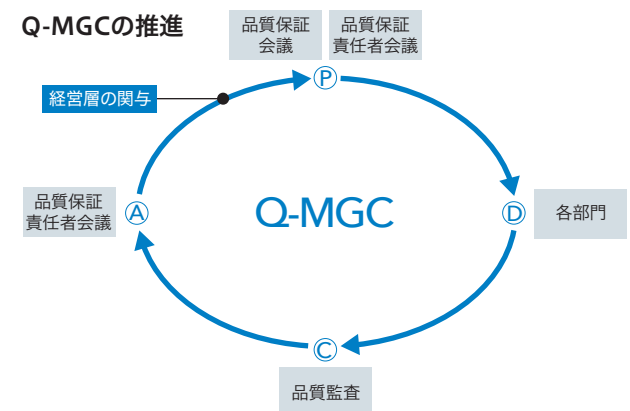 Q-MGCの推進
品質保証
会議
品質保証
責任者会議
Ⓟ
経営層の関与
品質保証
責任者会議
Ⓐ
Q-MGC
Ⓓ
各部門
Ⓒ
品質監査